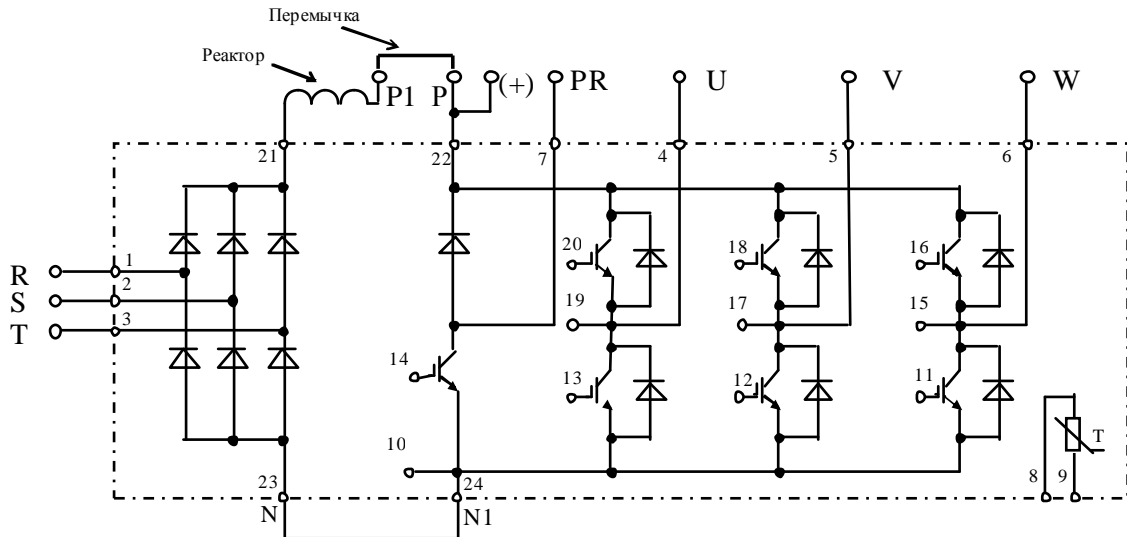 Перемычка
Реактор
P1 P (+) PR U V W
21 22 7 4 5 6
20 18 16
R 1
S 2
T 3
19 17 15
14 13 12 11
10
T
23 24 8 9
N N1